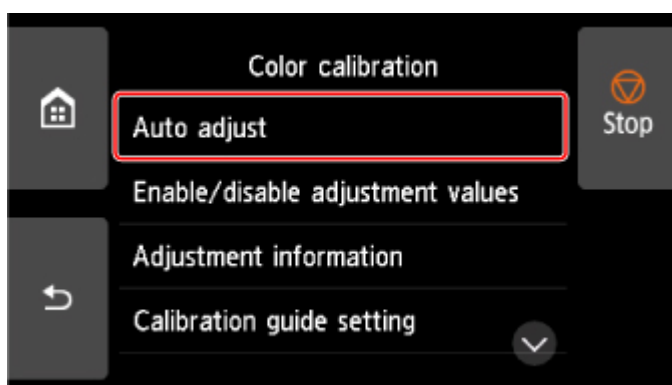 Color calibration
Auto adjust
Stop
Enable/disable adjustment values
Adjustment information
Calibration guide setting